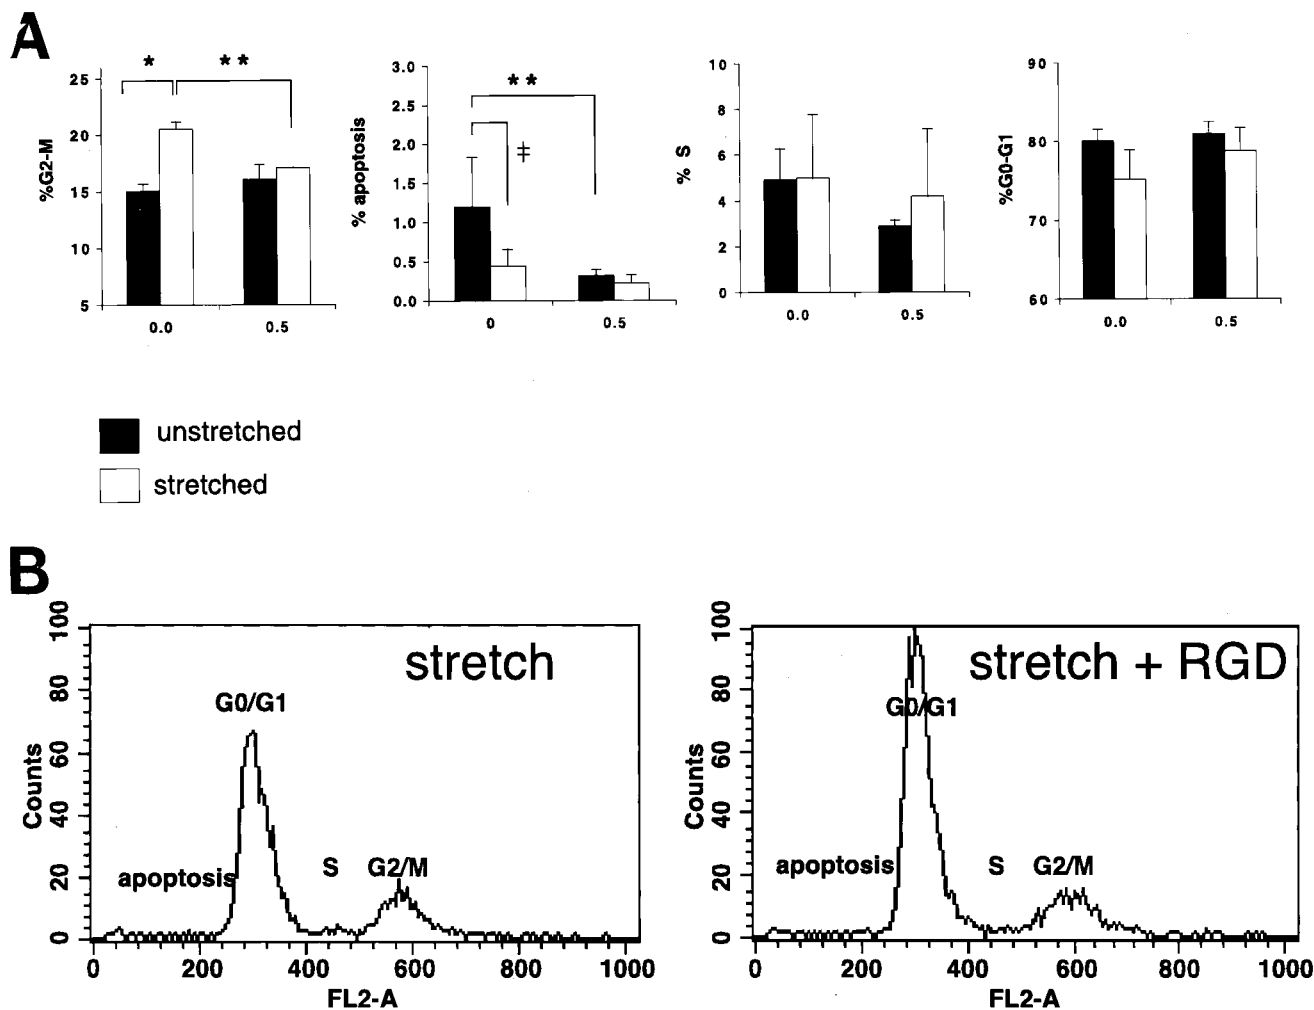 A
* **
25
20
15
10
5
%G2-M
0.0 0.5
3.0
2.5
2.0
1.5
1.0
0.5
0.0
% apoptosis
**
‡
0 0.5
10
8
6
4
2
0
% S
0.0 0.5
90
80
70
60
%G0-G1
0.0 0.5
unstretched
stretched
B
stretch
G0/G1
apoptosis S G2/M
Counts
100
80
60
40
20
0
0 200 400 600 800 1000
FL2-A
stretch + RGD
G0/G1
apoptosis S G2/M
Counts
100
80
60
40
20
0
0 200 400 600 800 1000
FL2-A